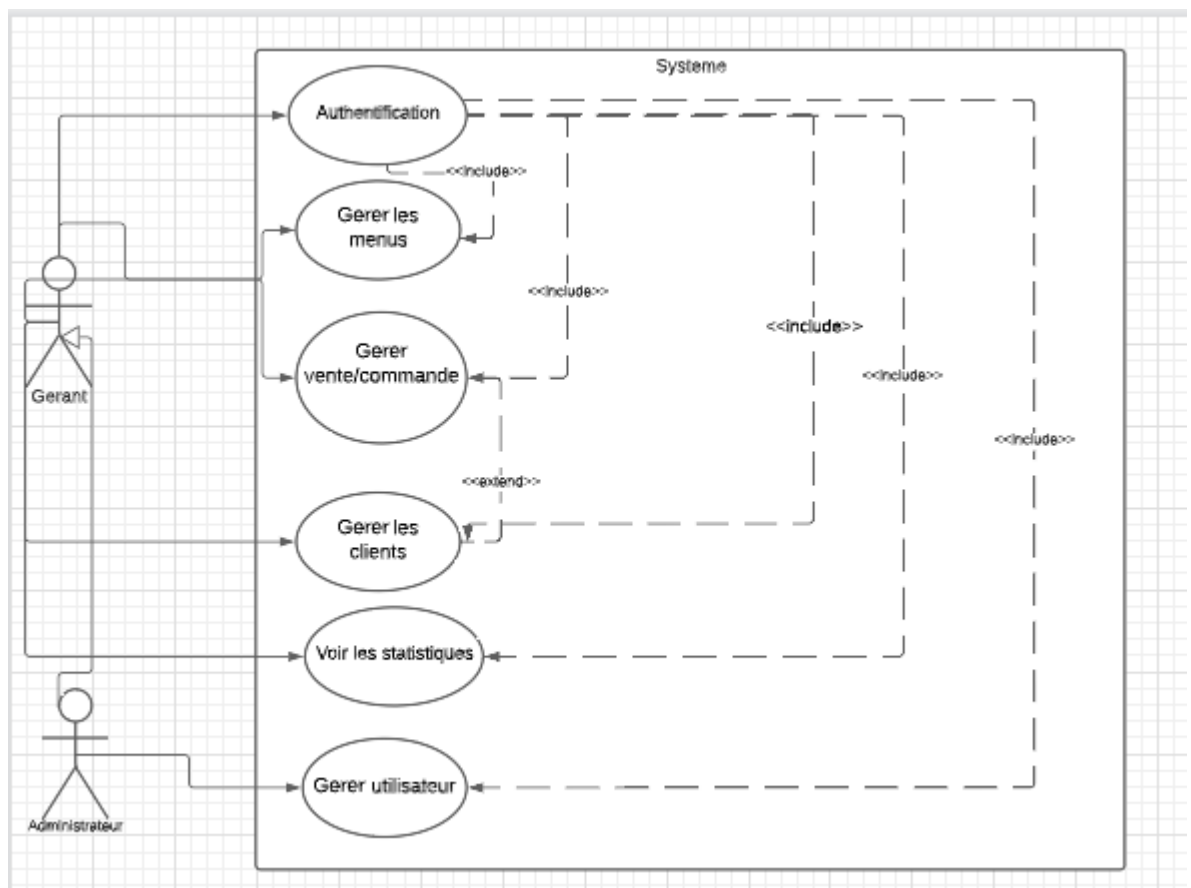 Systeme
Authentification
<<include>>
Gerer les
menus
<<include>>
<<include>>
Gerer
vente/commande
<<include>>
Gerant
<<include>>
<<extend>>
Gerer les
clients
Voir les statistiques
Gerer utilisateur
Administrateur